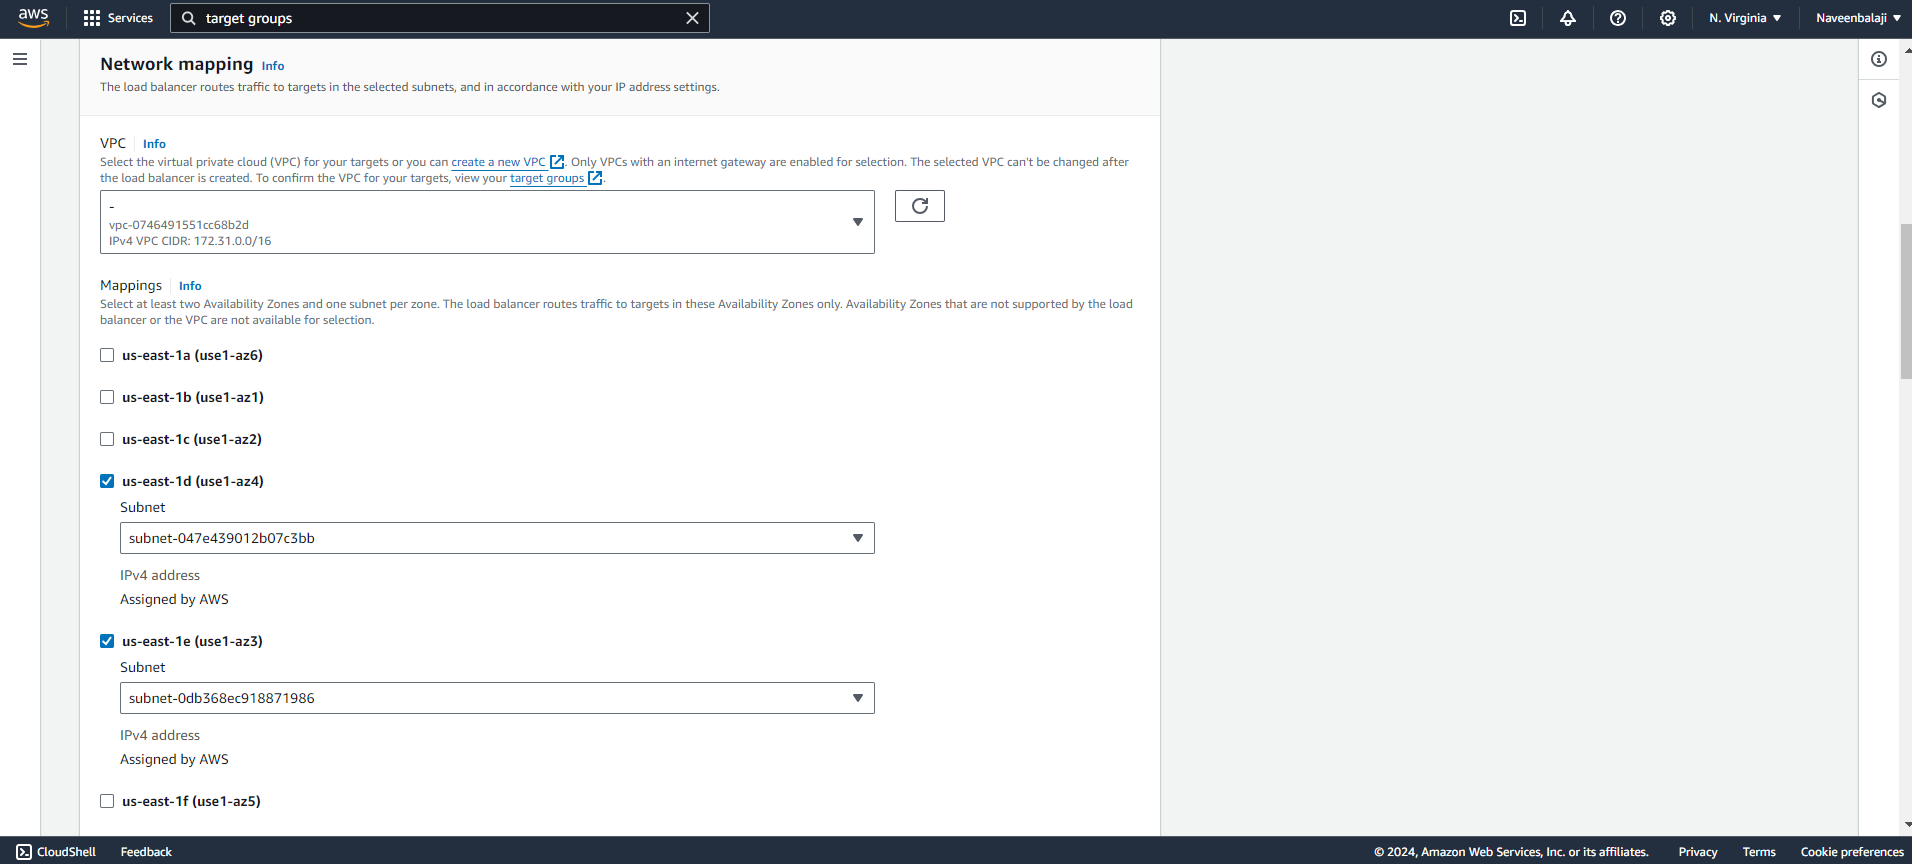 aws
Services
target groups
N. Virginia
Naveenbalaji
Network mapping Info
The load balancer routes traffic to targets in the selected subnets, and in accordance with your IP address settings.
VPC Info
Select the virtual private cloud (VPC) for your targets or you can create a new VPC . Only VPCs with an internet gateway are enabled for selection. The selected VPC can't be changed after
the load balancer is created. To confirm the VPC for your targets, view your target groups .
-
vpc-0746491551cc68b2d
IPv4 VPC CIDR: 172.31.0.0/16
Mappings Info
Select at least two Availability Zones and one subnet per zone. The load balancer routes traffic to targets in these Availability Zones only. Availability Zones that are not supported by the load
balancer or the VPC are not available for selection.
us-east-1a (use1-az6)
us-east-1b (use1-az1)
us-east-1c (use1-az2)
us-east-1d (use1-az4)
Subnet
subnet-047e439012b07c3bb
IPv4 address
Assigned by AWS
us-east-1e (use1-az3)
Subnet
subnet-0db368ec918871986
IPv4 address
Assigned by AWS
us-east-1f (use1-az5)
CloudShell
Feedback
© 2024, Amazon Web Services, Inc. or its affiliates.
Privacy
Terms
Cookie preferences